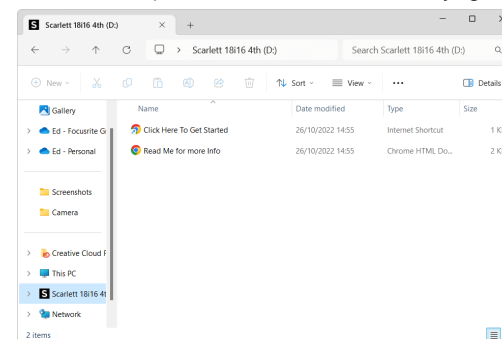 Scarlett 18i16 4th (D:)
Scarlett 18i16 4th (D:) Search Scarlett 18i16 4th (D:)
New Sort View Details
Name Date modified Type Size
Gallery
Click Here To Get Started 26/10/2022 14:55 Internet Shortcut 1 K
Ed - Focusrite G
Read Me for more Info 26/10/2022 14:55 Chrome HTML Do... 2 K
Ed - Personal
Screenshots
Camera
Creative Cloud F
This PC
Scarlett 18i16 4t
Network
2 items